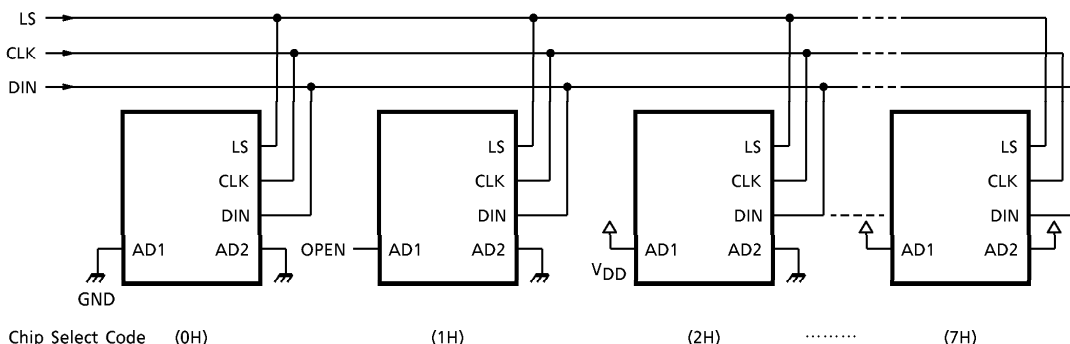 LS
CLK
DIN
LS
CLK
DIN
AD1 AD2
GND
LS
CLK
DIN
OPEN AD1 AD2
LS
CLK
DIN
AD1 AD2
VDD
LS
CLK
DIN
AD1 AD2
Chip Select Code (0H) (1H) (2H) ········· (7H)